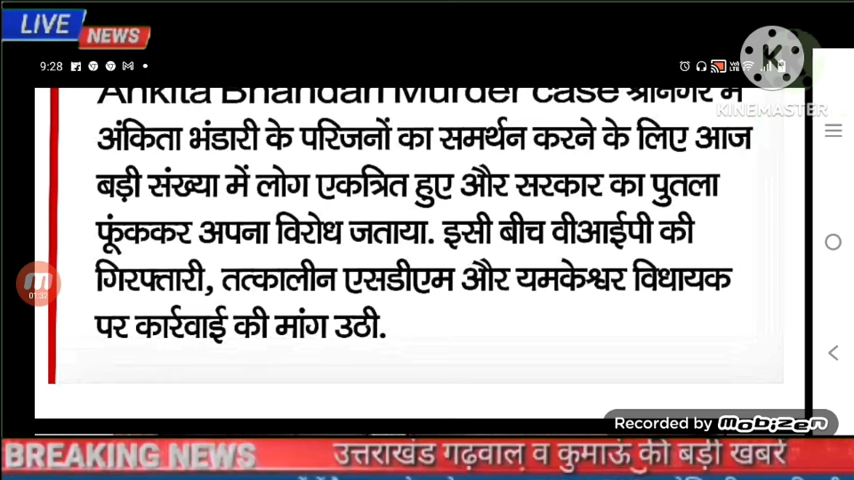 LIVE
NEWS
9:28
KINEMASTER
Ankita Bhandari Murder case श्रीनगर में
अंकिता भंडारी के परिजनों का समर्थन करने के लिए आज
बड़ी संख्या में लोग एकत्रित हुए और सरकार का पुतला
फूंककर अपना विरोध जताया. इसी बीच वीआईपी की
गिरफ्तारी, तत्कालीन एसडीएम और यमकेश्वर विधायक
पर कार्रवाई की मांग उठी.
01:32
Recorded by mobizen
BREAKING NEWS
उत्तराखंड गढ़वाल व कुमाऊं की बड़ी खबरें